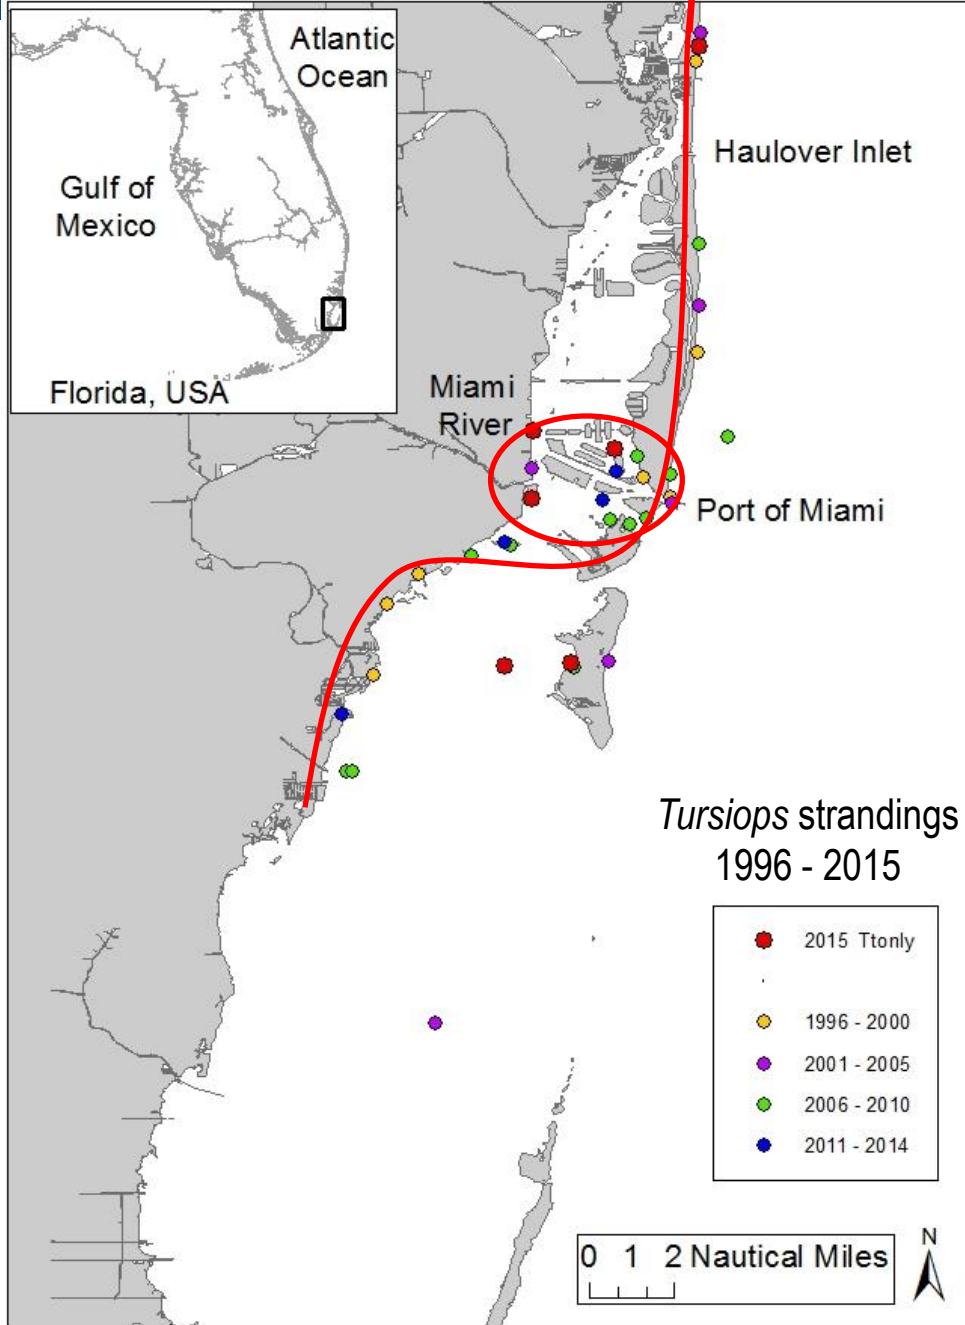 Atlantic
Ocean
Gulf of
Mexico
Florida, USA
Haulover Inlet
Miami
River
Port of Miami
Tursiops strandings
1996 - 2015
2015 Ttonly
1996 - 2000
2001 - 2005
2006 - 2010
2011 - 2014
0 1 2 Nautical Miles
N